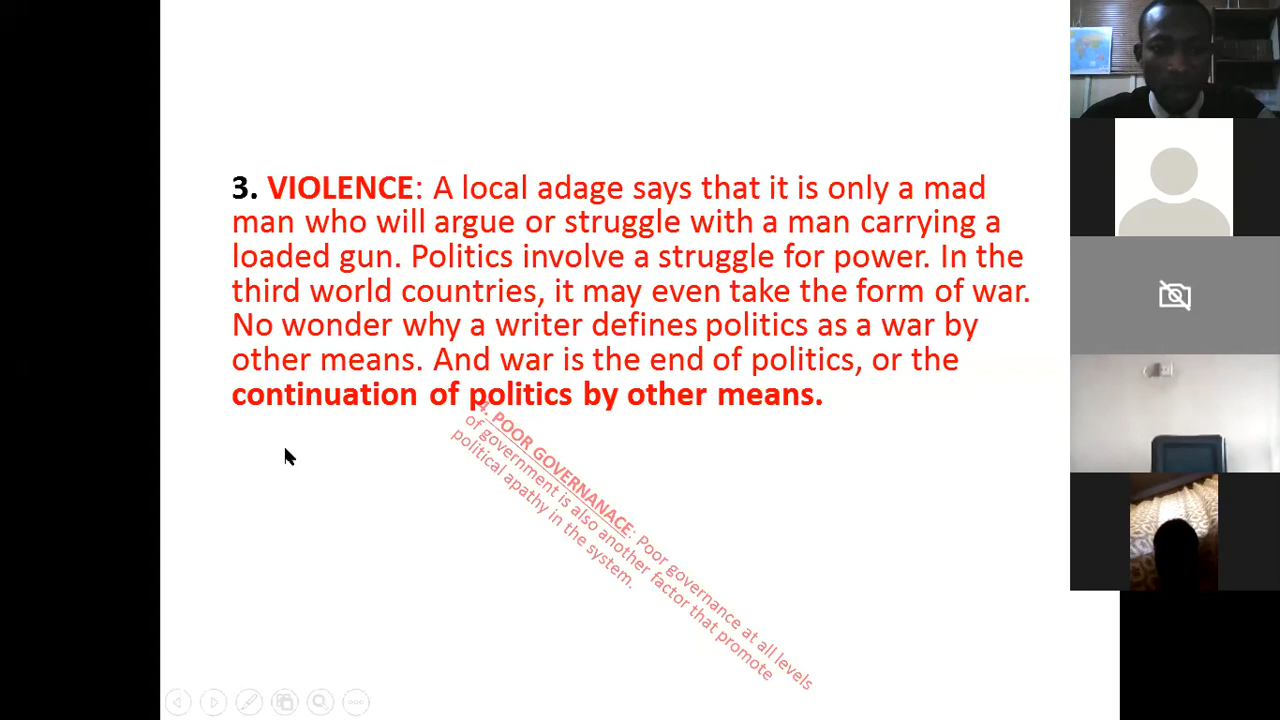 3. VIOLENCE: A local adage says that it is only a mad
man who will argue or struggle with a man carrying a
loaded gun. Politics involve a struggle for power. In the
third world countries, it may even take the form of war.
No wonder why a writer defines politics as a war by
other means. And war is the end of politics, or the
continuation of politics by other means.
4. POOR GOVERNANACE: Poor governance at all levels
of government is also another factor that promote
political apathy in the system.